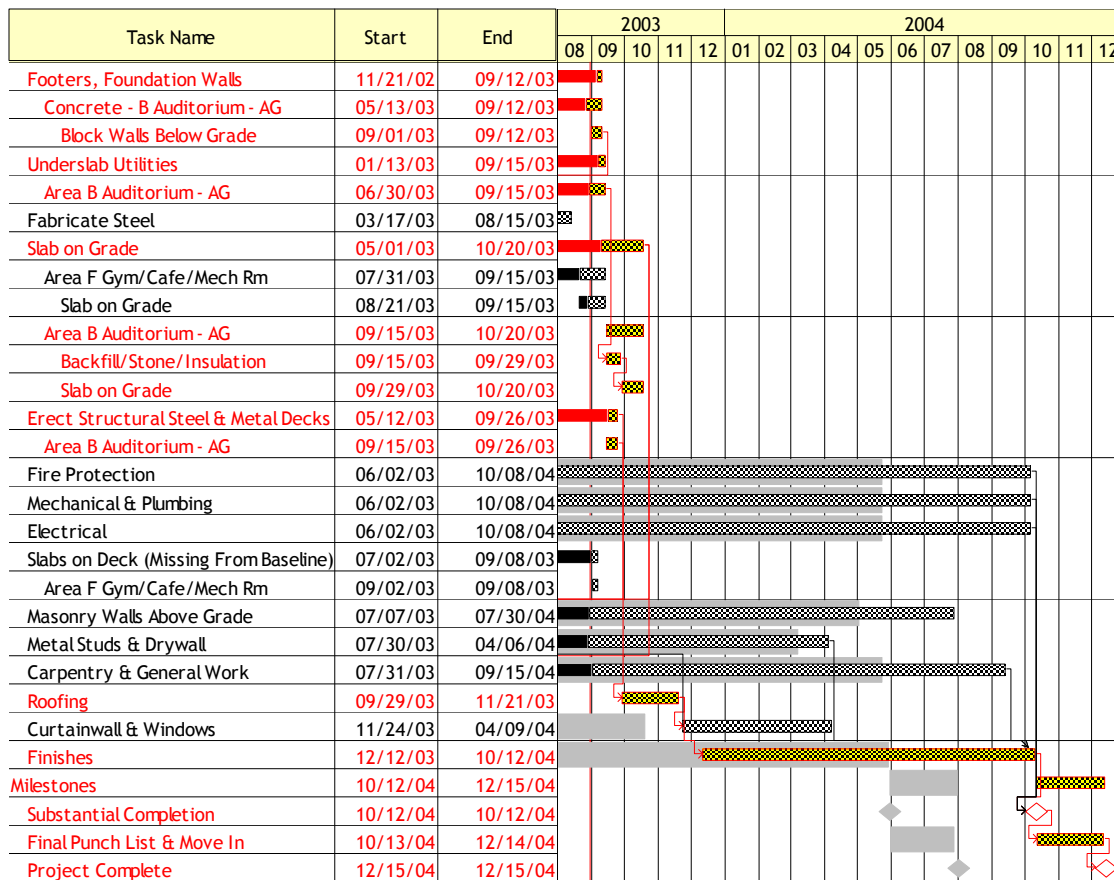 2003 2004
Task Name Start End
08 09 10 11 12 01 02 03 04 05 06 07 08 09 10 11 12
Footers, Foundation Walls 11/21/02 09/12/03
Concrete - B Auditorium - AG 05/13/03 09/12/03
Block Walls Below Grade 09/01/03 09/12/03
Underslab Utilities 01/13/03 09/15/03
Area B Auditorium - AG 06/30/03 09/15/03
Fabricate Steel 03/17/03 08/15/03
Slab on Grade 05/01/03 10/20/03
Area F Gym/Cafe/Mech Rm 07/31/03 09/15/03
Slab on Grade 08/21/03 09/15/03
Area B Auditorium - AG 09/15/03 10/20/03
Backfill/Stone/Insulation 09/15/03 09/29/03
Slab on Grade 09/29/03 10/20/03
Erect Structural Steel & Metal Decks 05/12/03 09/26/03
Area B Auditorium - AG 09/15/03 09/26/03
Fire Protection 06/02/03 10/08/04
Mechanical & Plumbing 06/02/03 10/08/04
Electrical 06/02/03 10/08/04
Slabs on Deck (Missing From Baseline) 07/02/03 09/08/03
Area F Gym/Cafe/Mech Rm 09/02/03 09/08/03
Masonry Walls Above Grade 07/07/03 07/30/04
Metal Studs & Drywall 07/30/03 04/06/04
Carpentry & General Work 07/31/03 09/15/04
Roofing 09/29/03 11/21/03
Curtainwall & Windows 11/24/03 04/09/04
Finishes 12/12/03 10/12/04
Milestones 10/12/04 12/15/04
Substantial Completion 10/12/04 10/12/04
Final Punch List & Move In 10/13/04 12/14/04
Project Complete 12/15/04 12/15/04